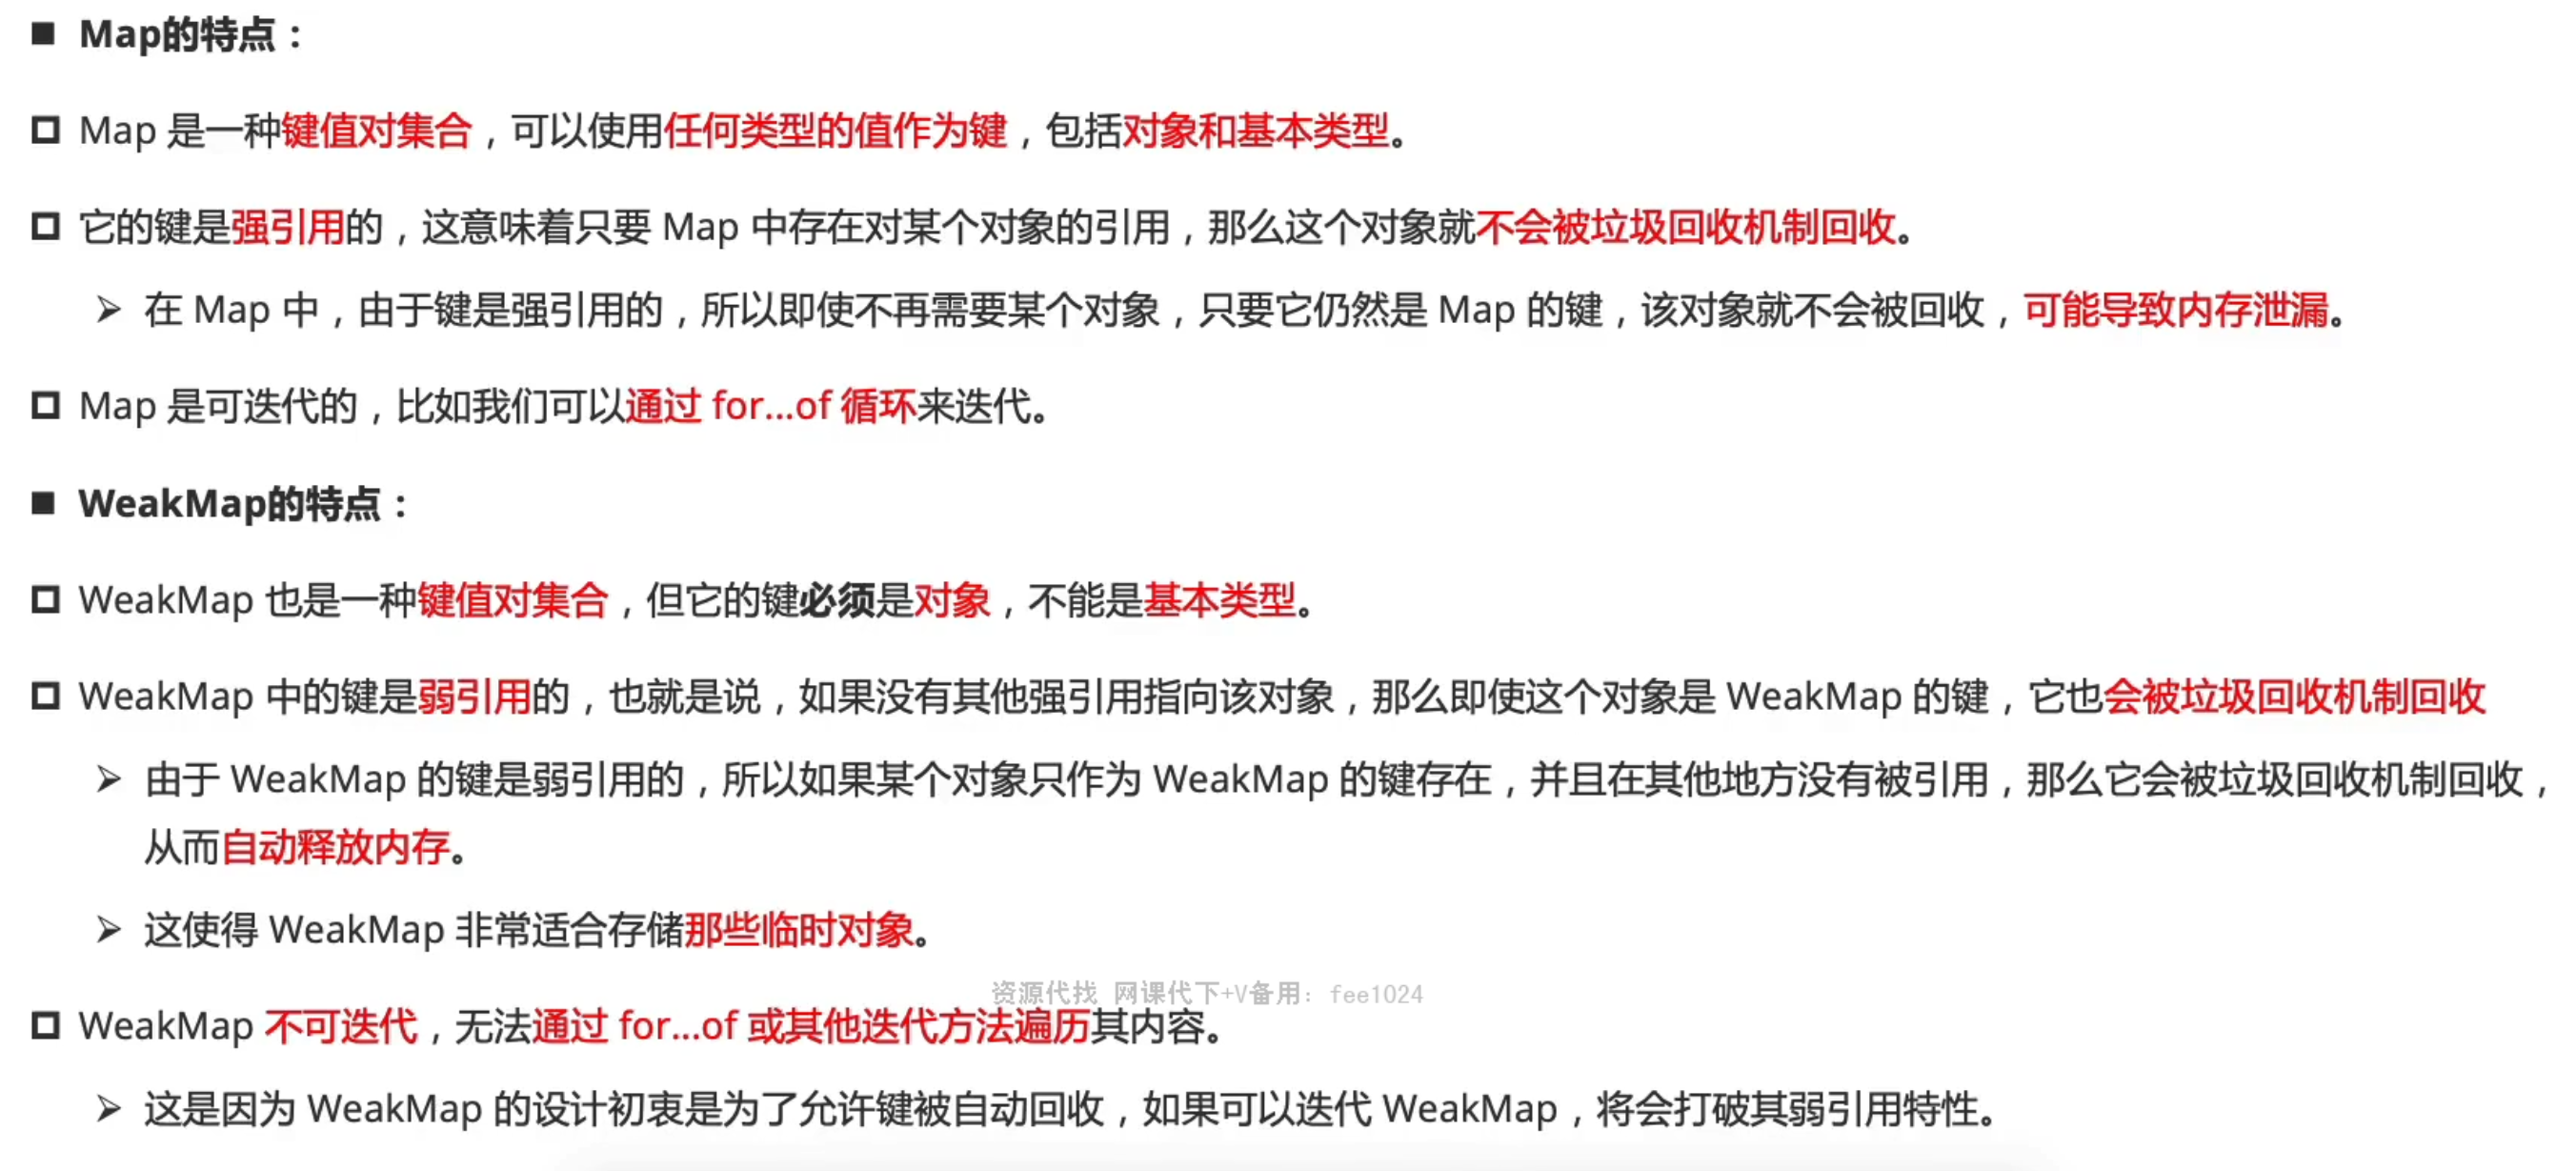 Map的特点：
Map 是一种键值对集合，可以使用任何类型的值作为键，包括对象和基本类型。
它的键是强引用的，这意味着只要 Map 中存在对某个对象的引用，那么这个对象就不会被垃圾回收机制回收。
在 Map 中，由于键是强引用的，所以即使不再需要某个对象，只要它仍然是 Map 的键，该对象就不会被回收，可能导致内存泄漏。
Map 是可迭代的，比如我们可以通过 for...of 循环来迭代。
WeakMap的特点：
WeakMap 也是一种键值对集合，但它的键必须是对象，不能是基本类型。
WeakMap 中的键是弱引用的，也就是说，如果没有其他强引用指向该对象，那么即使这个对象是 WeakMap 的键，它也会被垃圾回收机制回收
由于 WeakMap 的键是弱引用的，所以如果某个对象只作为 WeakMap 的键存在，并且在其他地方没有被引用，那么它会被垃圾回收机制回收，
从而自动释放内存。
这使得 WeakMap 非常适合存储那些临时对象。
资源代找 网课代下+V备用：fee1024
WeakMap 不可迭代，无法通过 for...of 或其他迭代方法遍历其内容。
这是因为 WeakMap 的设计初衷是为了允许键被自动回收，如果可以迭代 WeakMap，将会打破其弱引用特性。